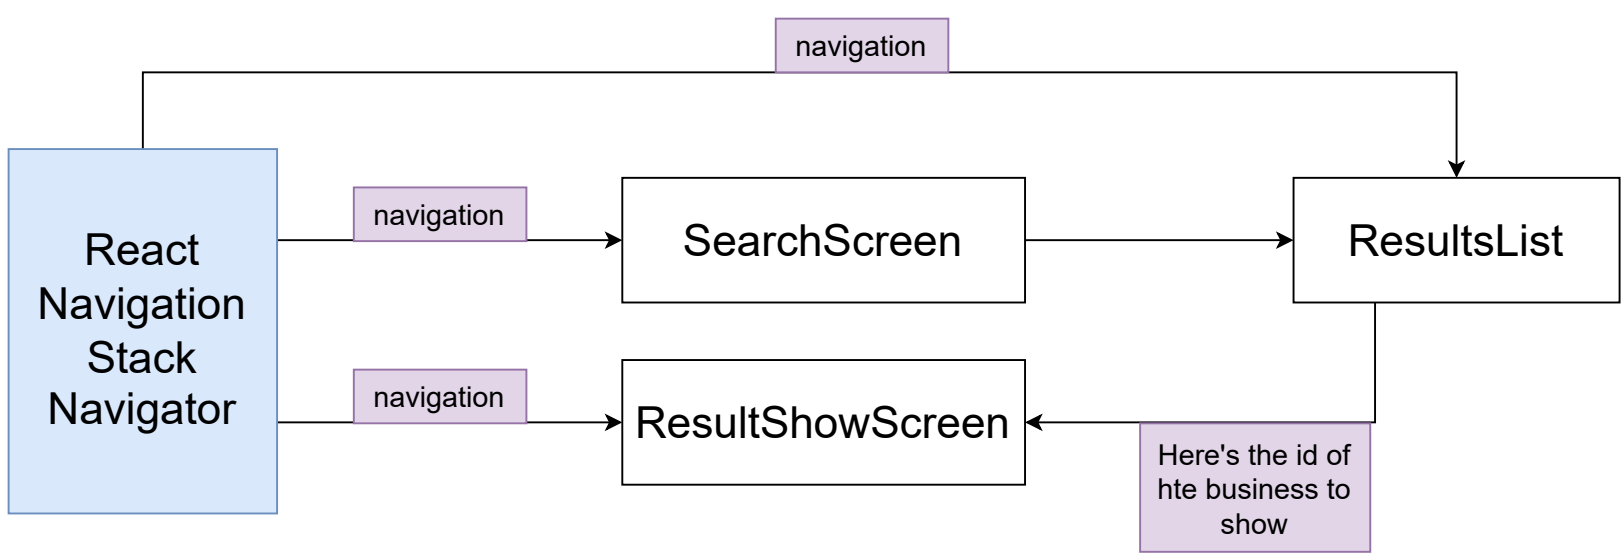 navigation
React
Navigation
Stack
Navigator
navigation
SearchScreen
ResultsList
navigation
ResultShowScreen
Here's the id of
hte business to
show